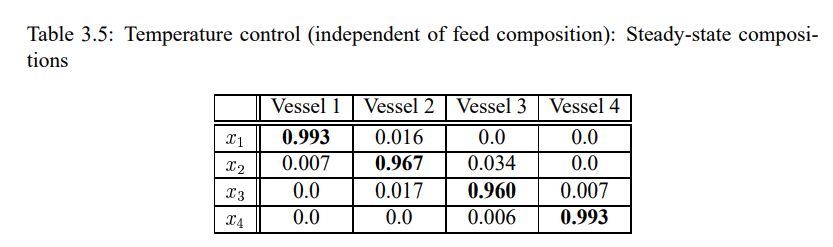 Table 3.5: Temperature control (independent of feed composition): Steady-state composi-
tions
Vessel 1 Vessel 2 Vessel 3 Vessel 4
x1 0.993 0.016 0.0 0.0
x2 0.007 0.967 0.034 0.0
x3 0.0 0.017 0.960 0.007
x4 0.0 0.0 0.006 0.993